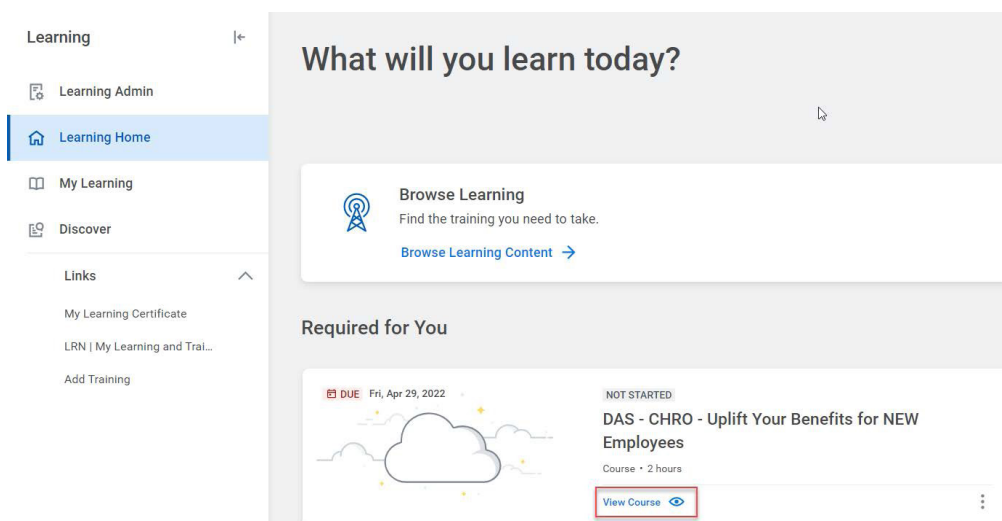 Learning
Learning Admin
Learning Home
My Learning
Discover
Links
My Learning Certificate
LRN | My Learning and Trai...
Add Training
What will you learn today?
Browse Learning
Find the training you need to take.
Browse Learning Content
Required for You
DUE Fri, Apr 29, 2022
NOT STARTED
DAS - CHRO - Uplift Your Benefits for NEW
Employees
Course • 2 hours
View Course